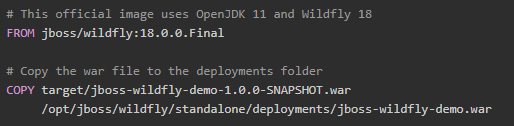 # This official image uses OpenJDK 11 and Wildfly 18
FROM jboss/wildfly:18.0.0.Final

# Copy the war file to the deployments folder
COPY target/jboss-wildfly-demo-1.0.0-SNAPSHOT.war
     /opt/jboss/wildfly/standalone/deployments/jboss-wildfly-demo.war